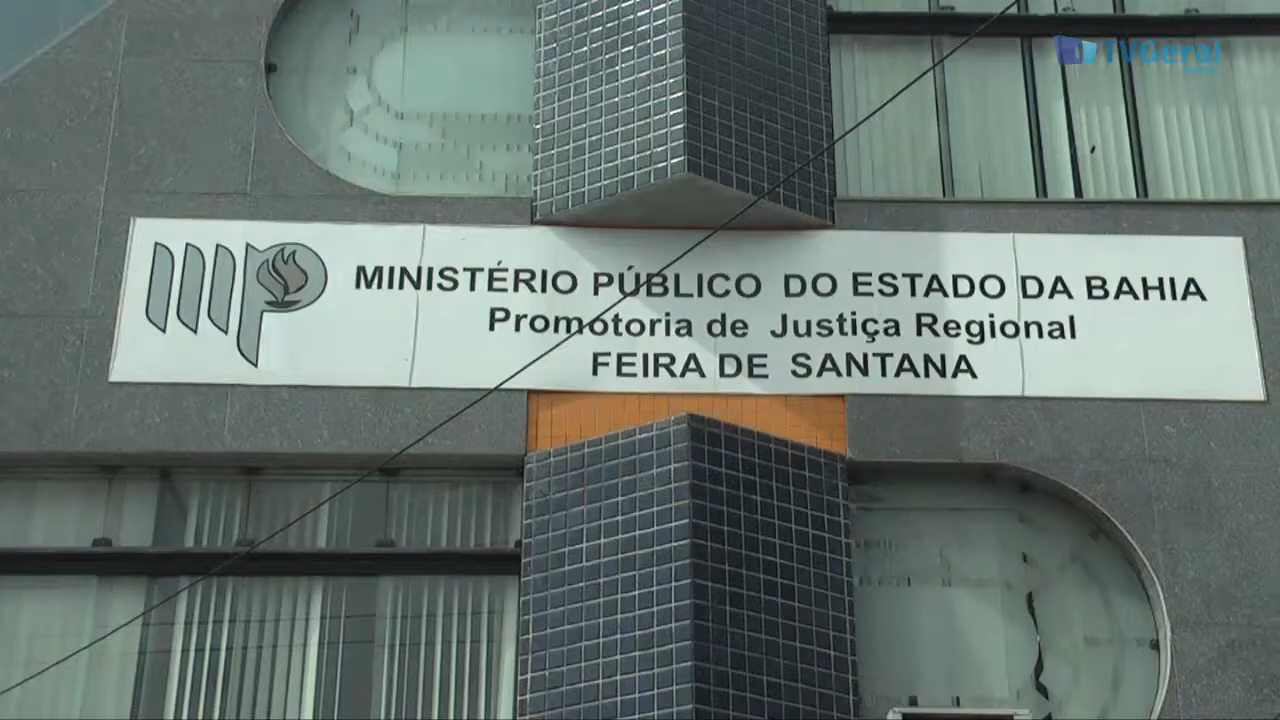 TVGeral
MP
MINISTÉRIO PÚBLICO DO ESTADO DA BAHIA
Promotoria de Justiça Regional
FEIRA DE SANTANA